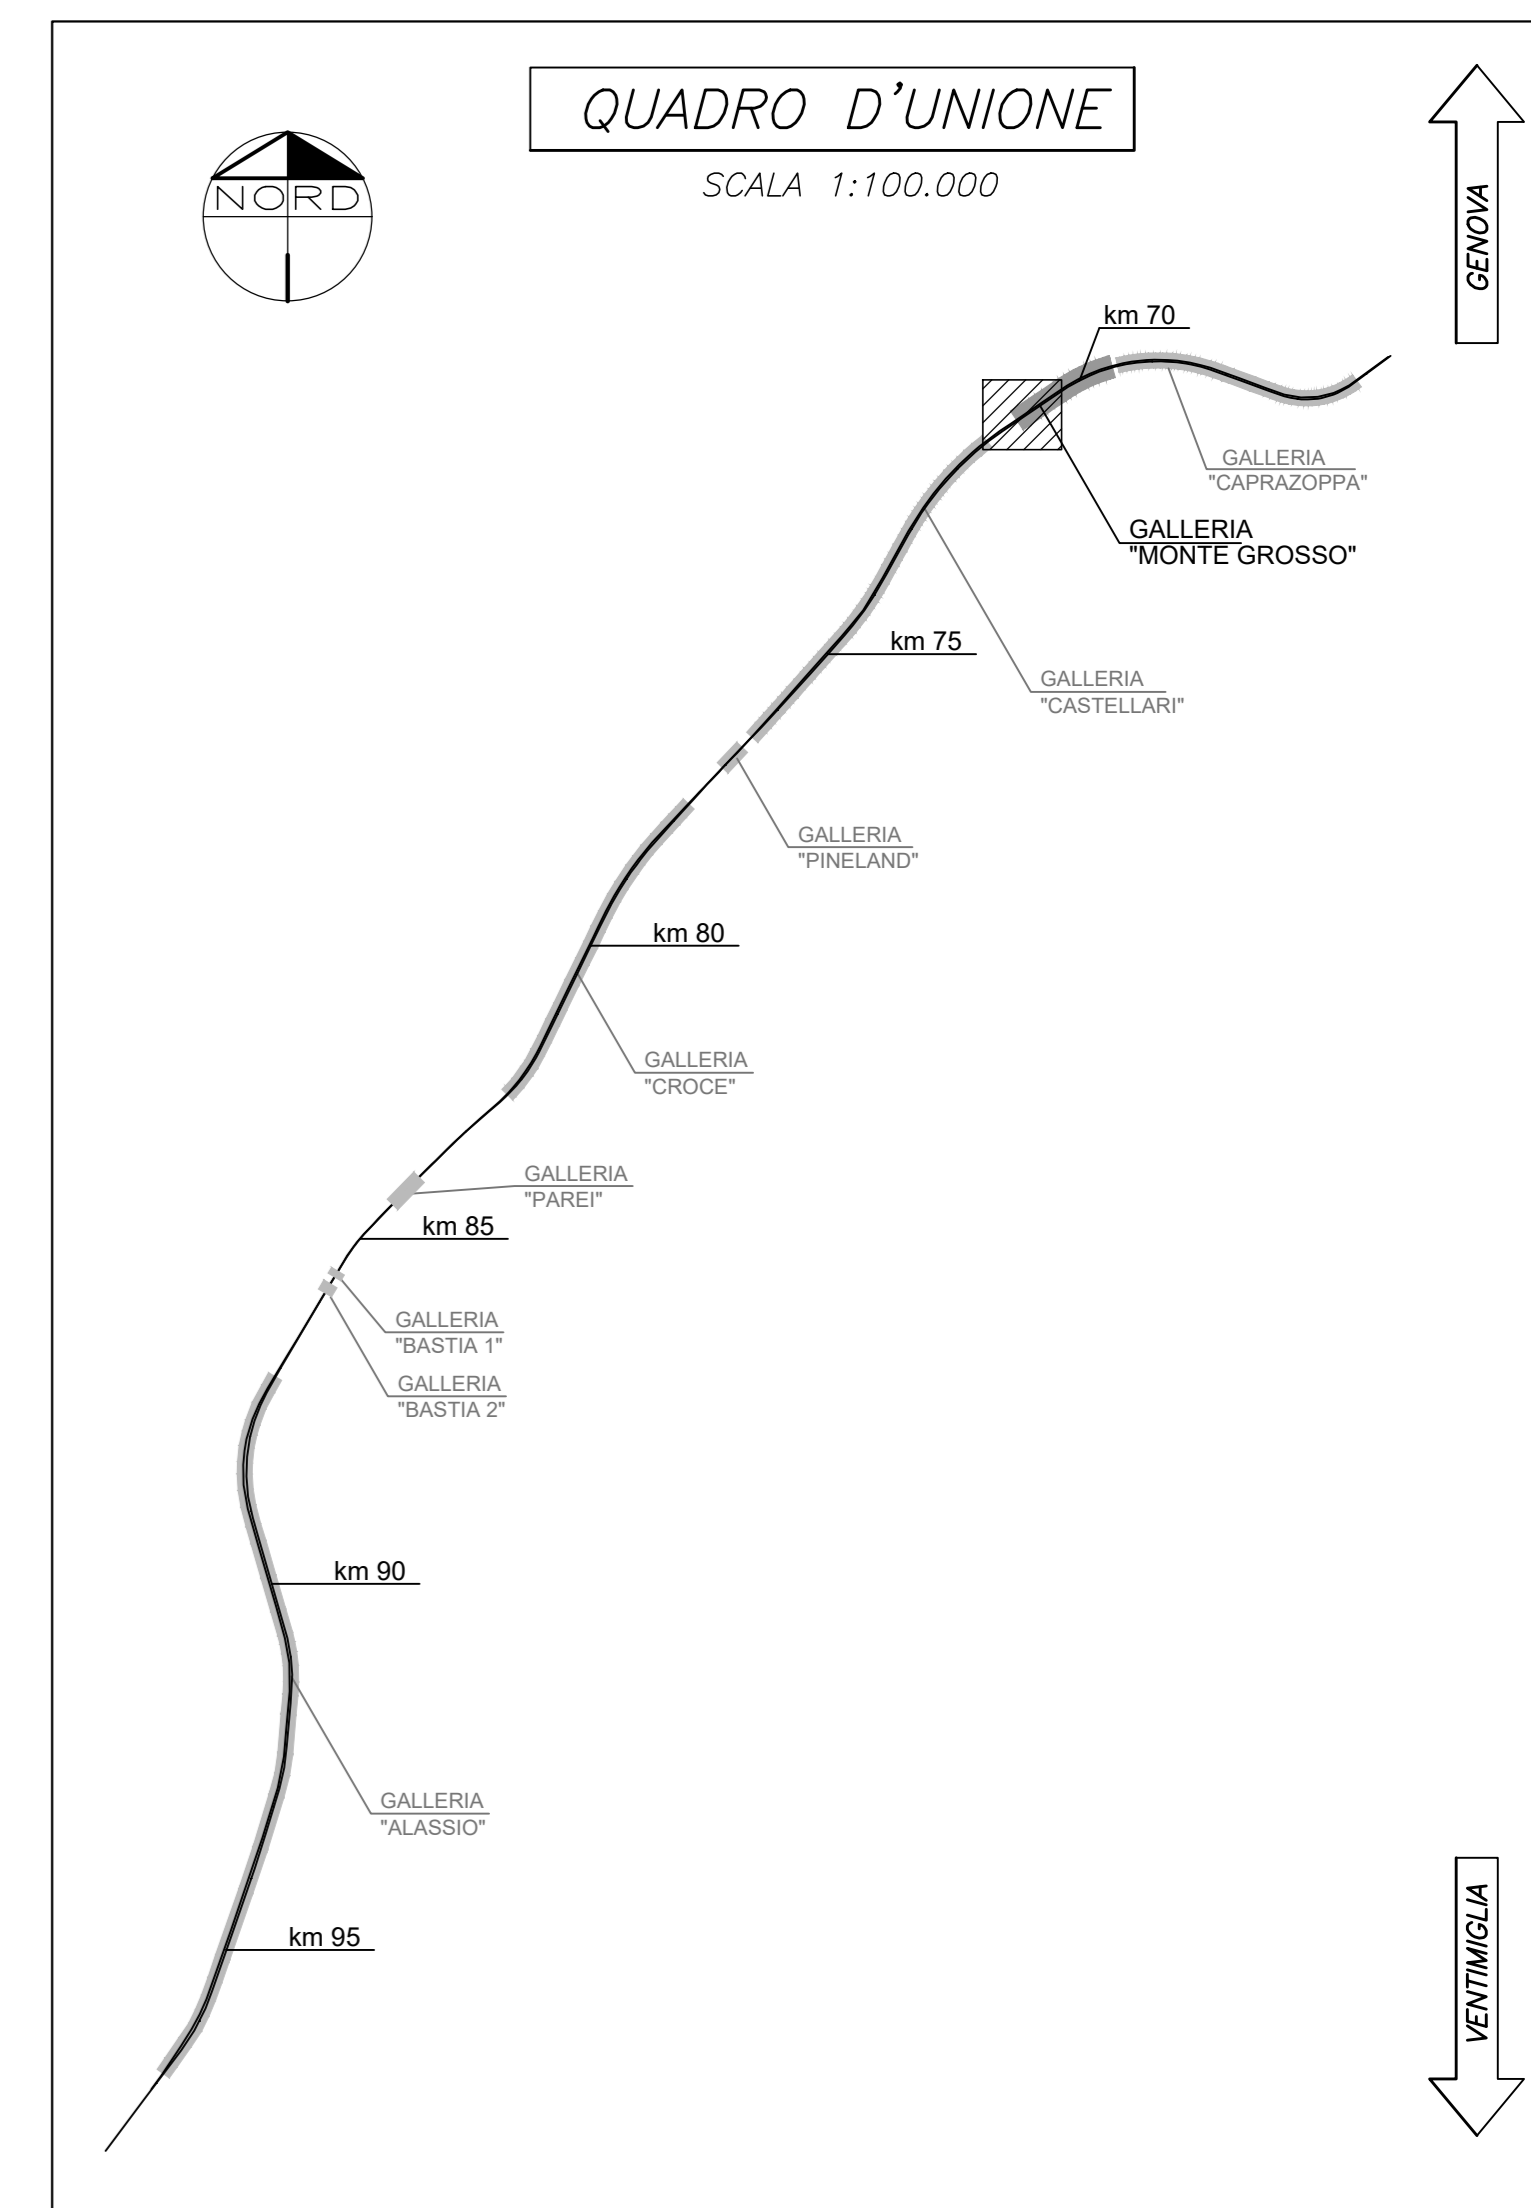 QUADRO D'UNIONE
SCALA 1:100.000
NORD
GENOVA
km 70
GALLERIA
"CAPRAZOPPA"
GALLERIA
"MONTE GROSSO"
km 75
GALLERIA
"CASTELLARI"
GALLERIA
"PINELAND"
km 80
GALLERIA
"CROCE"
GALLERIA
"PAREI"
km 85
GALLERIA
"BASTIA 1"
GALLERIA
"BASTIA 2"
km 90
GALLERIA
"ALASSIO"
km 95
VENTIMIGLIA